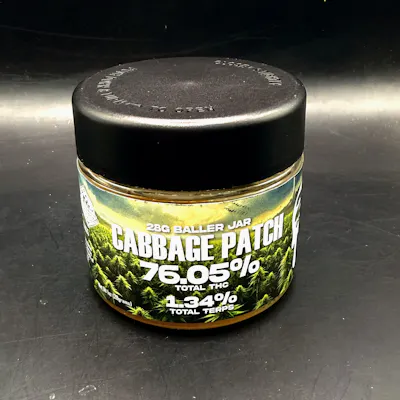 28G BALLER JAR
CABBAGE PATCH
76.05%
TOTAL THC
1.34%
TOTAL TERPS